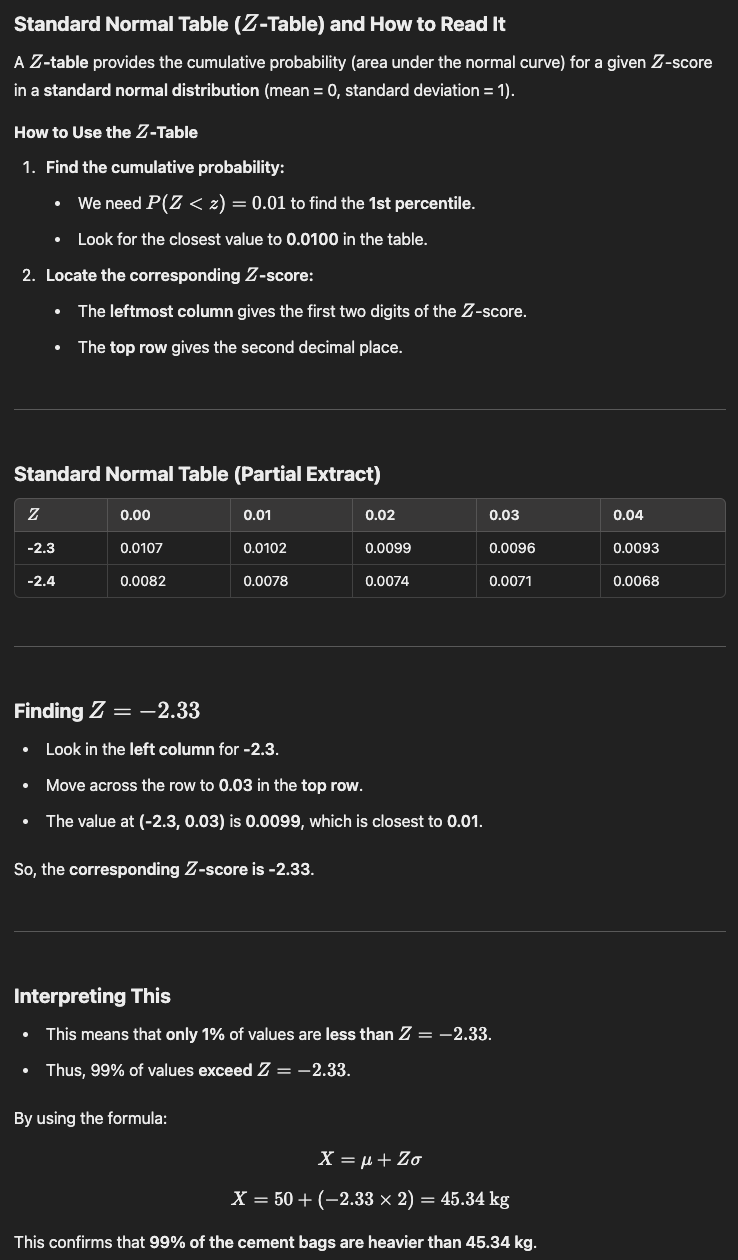 Standard Normal Table (Z-Table) and How to Read It
A Z-table provides the cumulative probability (area under the normal curve) for a given Z-score
in a standard normal distribution (mean = 0, standard deviation = 1).
How to Use the Z-Table
1. Find the cumulative probability:
• We need P(Z < z) = 0.01 to find the 1st percentile.
• Look for the closest value to 0.0100 in the table.
2. Locate the corresponding Z-score:
• The leftmost column gives the first two digits of the Z-score.
• The top row gives the second decimal place.
Standard Normal Table (Partial Extract)
Z 0.00 0.01 0.02 0.03 0.04
-2.3 0.0107 0.0102 0.0099 0.0096 0.0093
-2.4 0.0082 0.0078 0.0074 0.0071 0.0068
Finding Z = −2.33
• Look in the left column for -2.3.
• Move across the row to 0.03 in the top row.
• The value at (-2.3, 0.03) is 0.0099, which is closest to 0.01.
So, the corresponding Z-score is -2.33.
Interpreting This
• This means that only 1% of values are less than Z = −2.33.
• Thus, 99% of values exceed Z = −2.33.
By using the formula:
X = μ + Zσ
X = 50 + (−2.33 × 2) = 45.34 kg
This confirms that 99% of the cement bags are heavier than 45.34 kg.